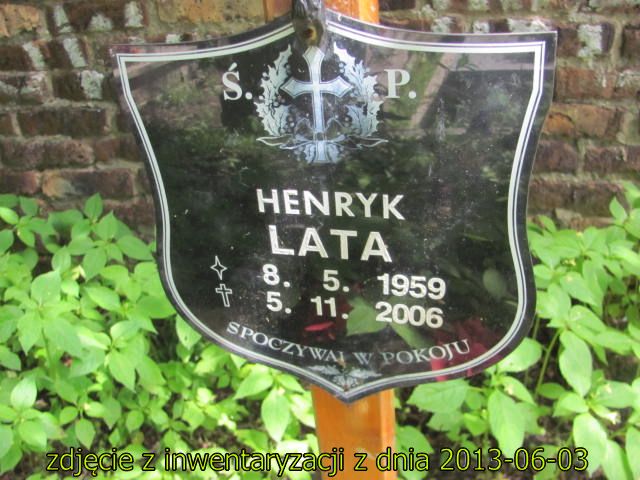 Ś. P.
HENRYK
LATA
8. 5. 1959
5. 11. 2006
SPOCZYWAJ W POKOJU
zdjęcie z inwentaryzacji z dnia 2013-06-03